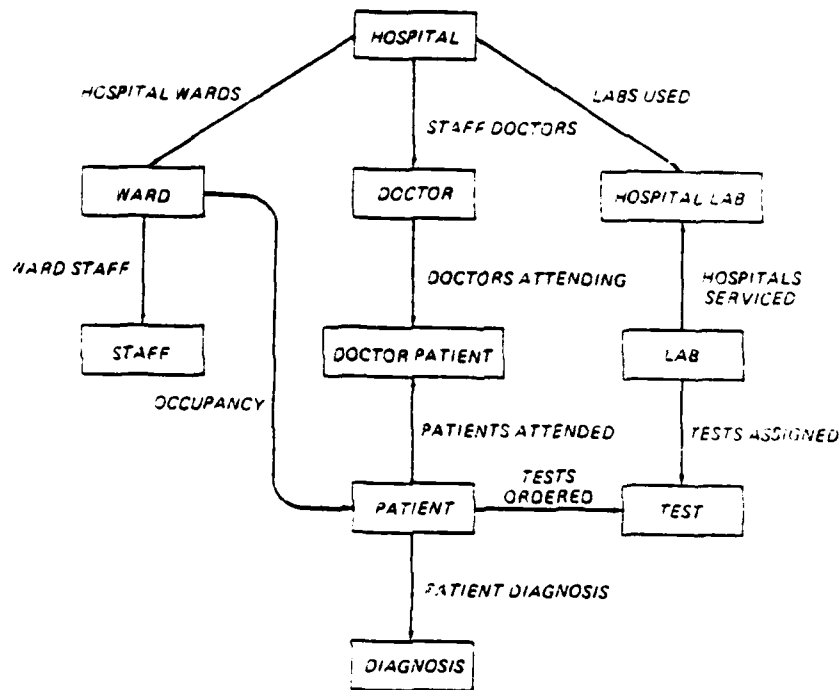 HOSPITAL
HOSPITAL WARDS
LABS USED
STAFF DOCTORS
WARD
DOCTOR
HOSPITAL LAB
WARD STAFF
DOCTORS ATTENDING
HOSPITALS
SERVICED
STAFF
DOCTOR PATIENT
LAB
OCCUPANCY
PATIENTS ATTENDED
TESTS ASSIGNED
TESTS
ORDERED
PATIENT
TEST
PATIENT DIAGNOSIS
DIAGNOSIS